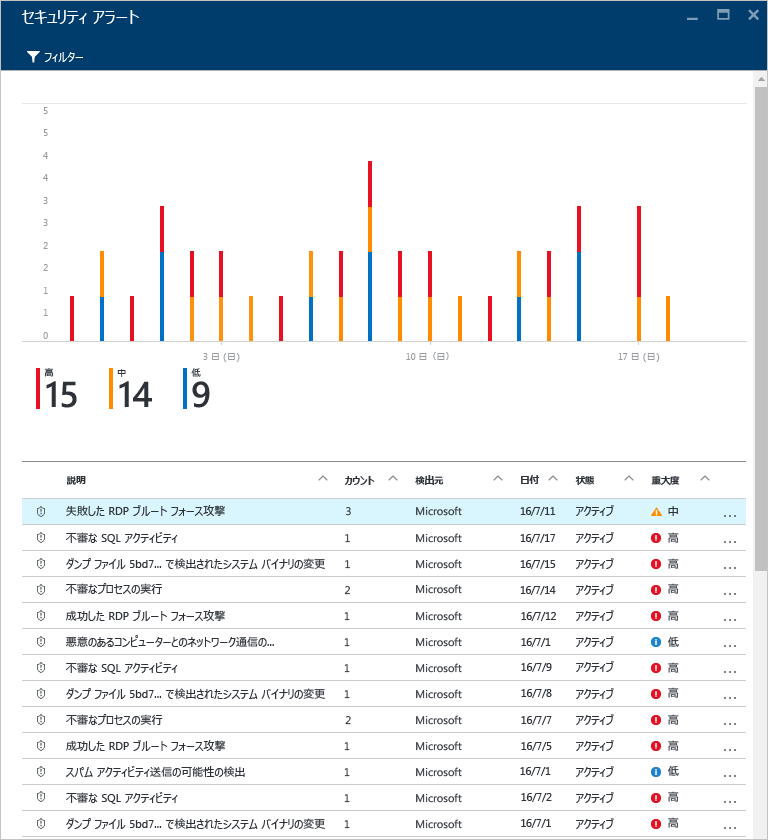 セキュリティ アラート
フィルター
5
5
4
4
3
3
2
2
1
1
0
3 日 (日) 10 日 (日) 17 日 (日)
高 中 低
15 14 9
説明 カウント 検出元 日付 状態 重大度
失敗した RDP ブルート フォース攻撃 3 Microsoft 16/7/11 アクティブ 中 ...
不審な SQL アクティビティ 1 Microsoft 16/7/17 アクティブ 高 ...
ダンプ ファイル 5bd7... で検出されたシステム バイナリの変更 1 Microsoft 16/7/15 アクティブ 高 ...
不審なプロセスの実行 2 Microsoft 16/7/14 アクティブ 高 ...
成功した RDP ブルート フォース攻撃 1 Microsoft 16/7/12 アクティブ 高 ...
悪意のあるコンピューターとのネットワーク通信の... 1 Microsoft 16/7/1 アクティブ 低 ...
不審な SQL アクティビティ 1 Microsoft 16/7/9 アクティブ 高 ...
ダンプ ファイル 5bd7... で検出されたシステム バイナリの変更 1 Microsoft 16/7/8 アクティブ 高 ...
不審なプロセスの実行 2 Microsoft 16/7/7 アクティブ 高 ...
成功した RDP ブルート フォース攻撃 1 Microsoft 16/7/5 アクティブ 高 ...
スパム アクティビティ送信の可能性の検出 1 Microsoft 16/7/1 アクティブ 低 ...
不審な SQL アクティビティ 1 Microsoft 16/7/2 アクティブ 高 ...
ダンプ ファイル 5bd7... で検出されたシステム バイナリの変更 1 Microsoft 16/7/1 アクティブ 高 ...